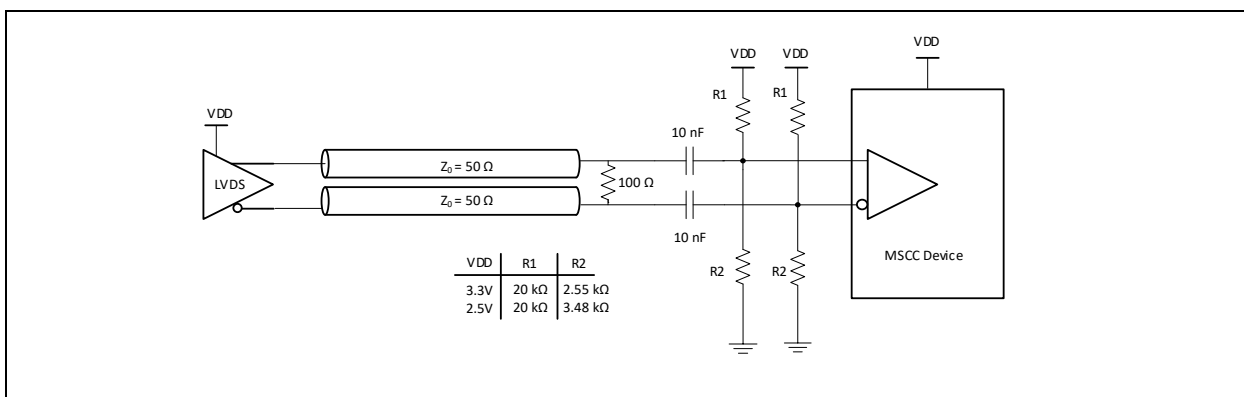 VDD
VDD
VDD
R1
R1
VDD
10 nF
LVDS
Z₀ = 50 Ω
Z₀ = 50 Ω
100 Ω
10 nF
R2
R2
MSCC Device
VDD R1 R2
3.3V 20 kΩ 2.55 kΩ
2.5V 20 kΩ 3.48 kΩ